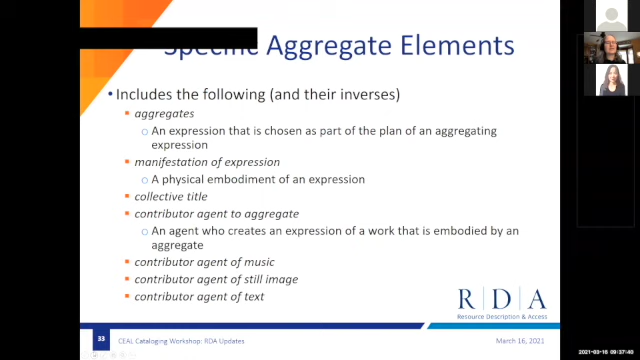 Specific Aggregate Elements
• Includes the following (and their inverses)
▪ aggregates
o An expression that is chosen as part of the plan of an aggregating
expression
▪ manifestation of expression
o A physical embodiment of an expression
▪ collective title
▪ contributor agent to aggregate
o An agent who creates an expression of a work that is embodied by an
aggregate
▪ contributor agent of music
▪ contributor agent of still image
▪ contributor agent of text
R | D | A
Resource Description & Access
33
CEAL Cataloging Workshop: RDA Updates
March 16, 2021
2021-03-16 09:37:40